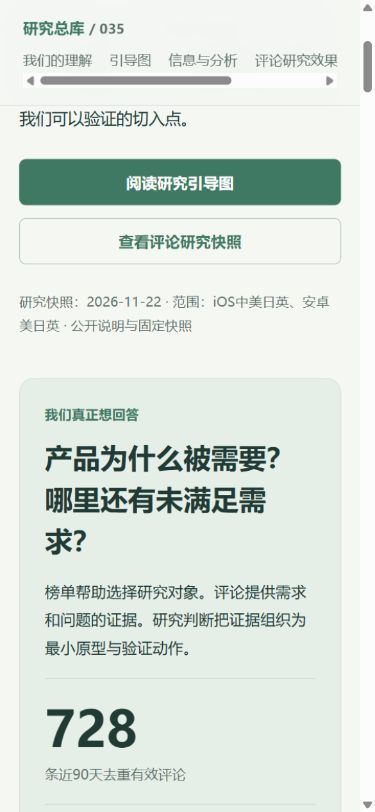 研究总库 / 035
我们的理解 引导图 信息与分析 评论研究效果
我们可以验证的切入点。
阅读研究引导图
查看评论研究快照
研究快照：2026-11-22 · 范围：iOS中美日英、安卓
美日英 · 公开说明与固定快照
我们真正想回答
产品为什么被需要？
哪里还有未满足需
求？
榜单帮助选择研究对象。评论提供需求
和问题的证据。研究判断把证据组织为
最小原型与验证动作。
728
条近90天去重有效评论